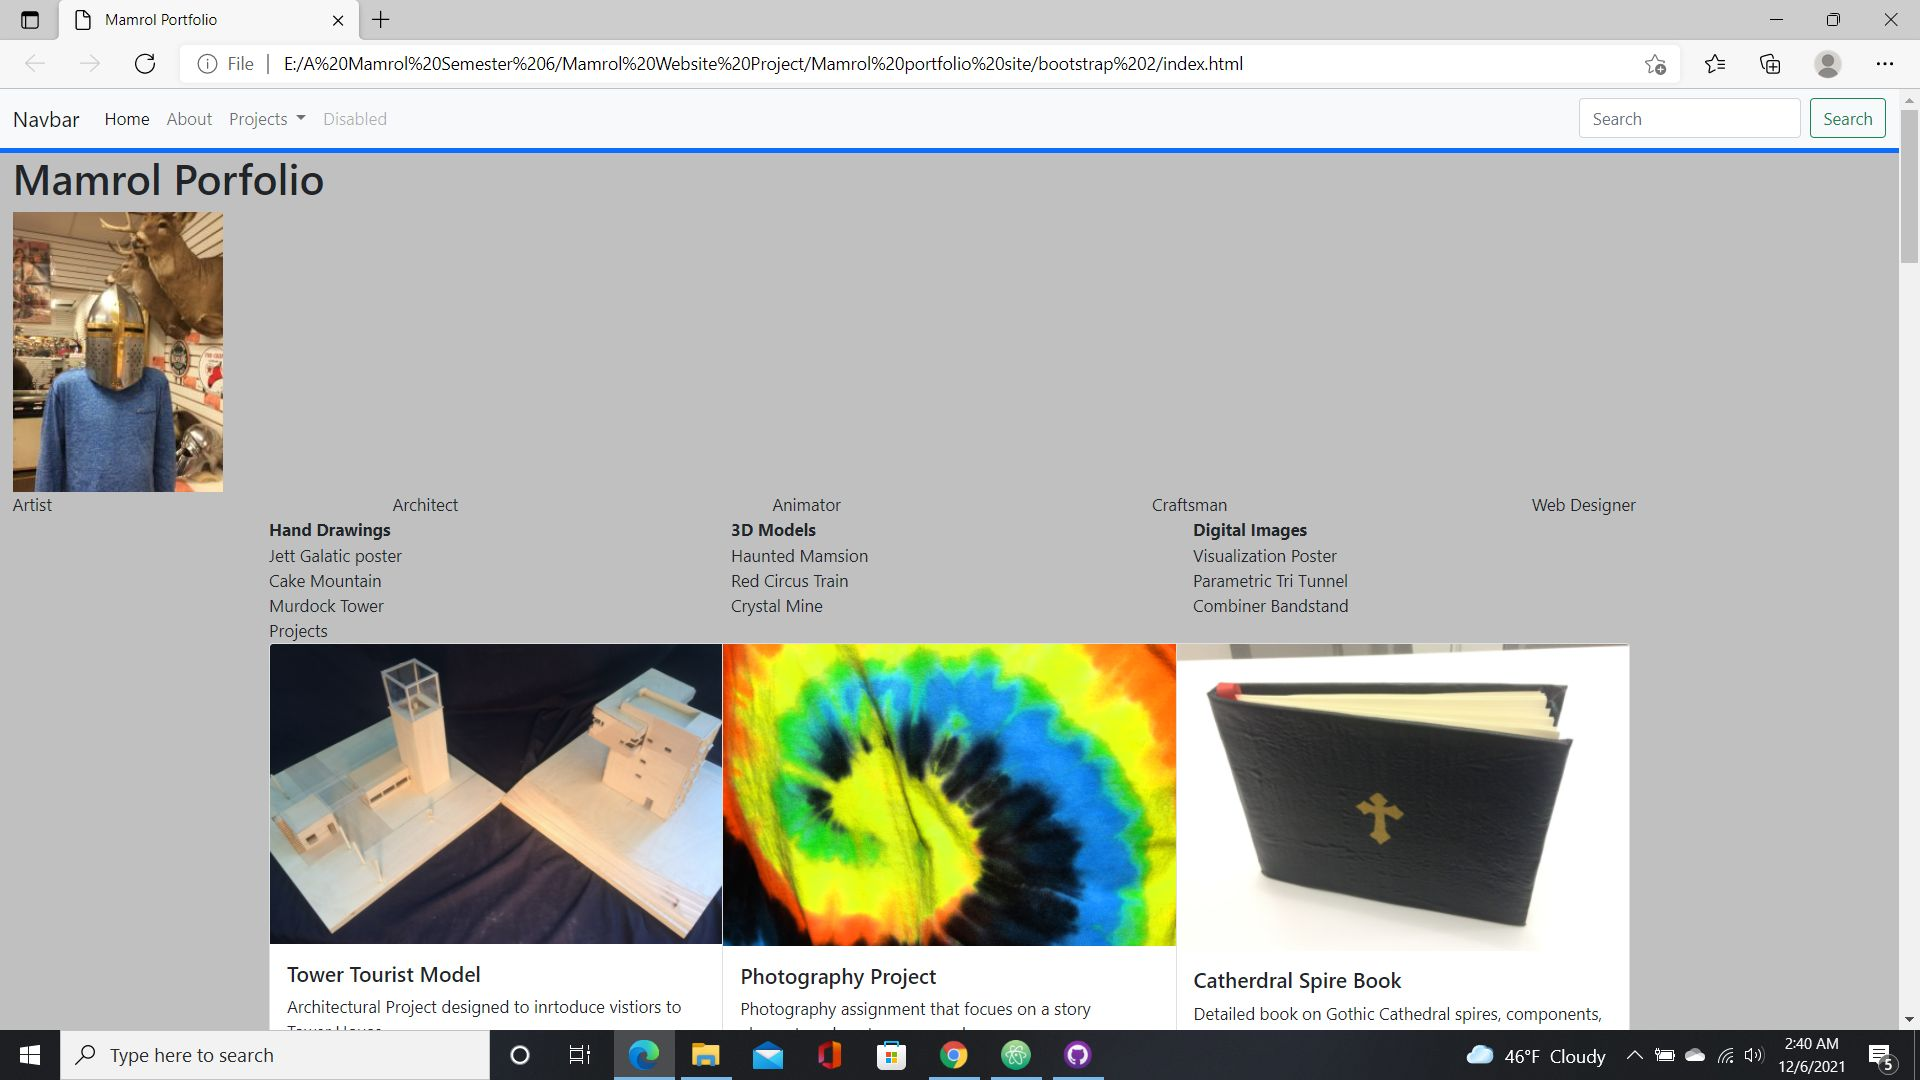 Mamrol Portfolio
File
E:/A%20Mamrol%20Semester%206/Mamrol%20Website%20Project/Mamrol%20portfolio%20site/bootstrap%202/index.html
Navbar Home About Projects Disabled Search Search
Mamrol Porfolio
Artist Architect Animator Craftsman Web Designer
Hand Drawings 3D Models Digital Images
Jett Galatic poster Haunted Mamsion Visualization Poster
Cake Mountain Red Circus Train Parametric Tri Tunnel
Murdock Tower Crystal Mine Combiner Bandstand
Projects
Tower Tourist Model
Architectural Project designed to inrtoduce vistiors to
Photography Project
Photography assignment that focuses on a story
Catherdral Spire Book
Detailed book on Gothic Cathedral spires, components,
Type here to search
46°F Cloudy
2:40 AM
12/6/2021
5